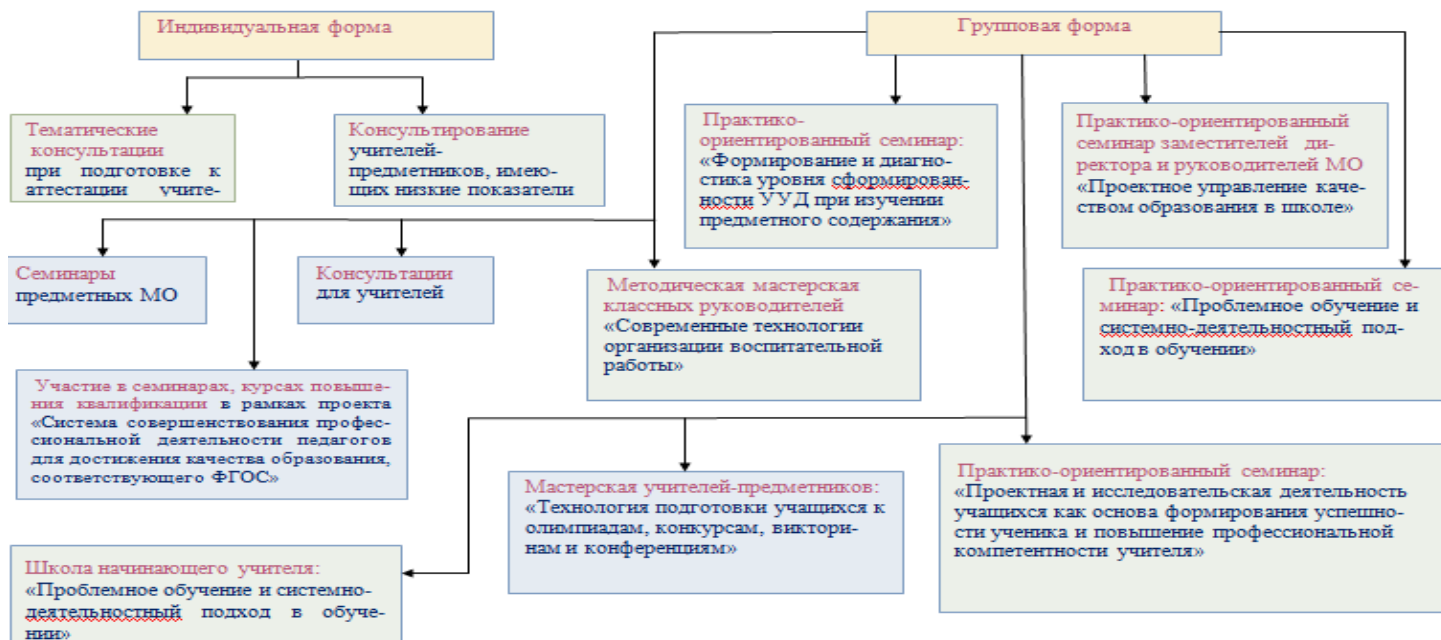 Индивидуальная форма
Групповая форма
Тематические
консультации
при подготовке к
аттестации учите-
Консультирование
учителей-
предметников, имею-
щих низкие показатели
Практико-
ориентированный семинар:
«Формирование и диагно-
стика уровня сформирован-
ности УУД при изучении
предметного содержания»
Практико-ориентированный
семинар заместителей ди-
ректора и руководителей МО
«Проектное управление каче-
ством образования в школе»
Семинары
предметных МО
Консультации
для учителей
Методическая мастерская
классных руководителей
«Современные технологии
организации воспитательной
работы»
Практико-ориентированный се-
минар: «Проблемное обучение и
системно-деятельностный под-
ход в обучении»
Участие в семинарах, курсах повыше-
ния квалификации в рамках проекта
«Система совершенствования профес-
сиональной деятельности педагогов
для достижения качества образования,
соответствующего ФГОС»
Мастерская учителей-предметников:
«Технология подготовки учащихся к
олимпиадам, конкурсам, виктори-
нам и конференциям»
Практико-ориентированный семинар:
«Проектная и исследовательская деятельность
учащихся как основа формирования успешно-
сти ученика и повышение профессиональной
компетентности учителя»
Школа начинающего учителя:
«Проблемное обучение и системно-
деятельностный подход в обуче-
нии»